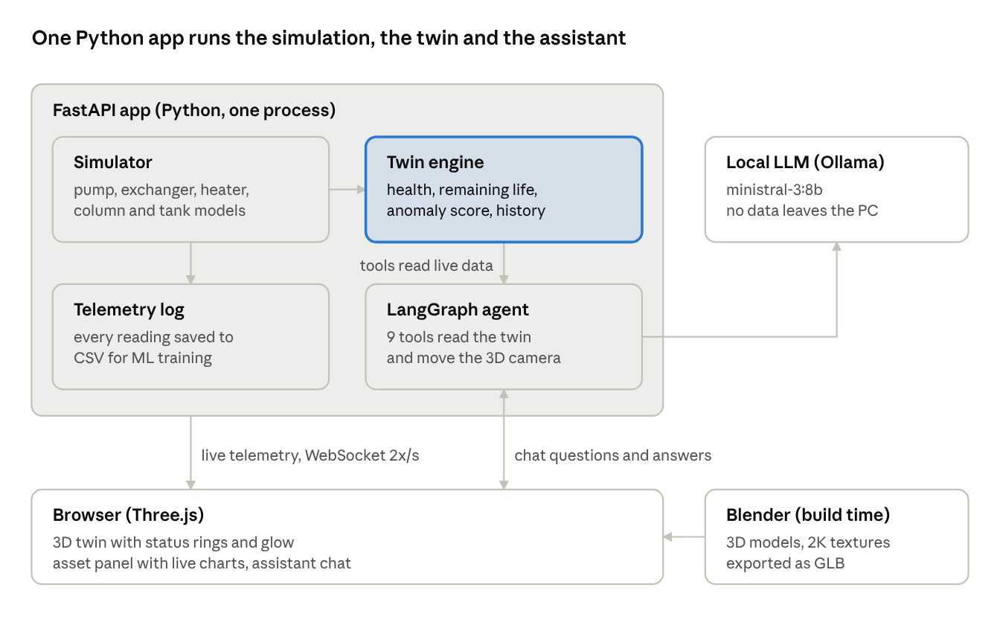 One Python app runs the simulation, the twin and the assistant
FastAPI app (Python, one process)
Simulator
pump, exchanger, heater,
column and tank models
Twin engine
health, remaining life,
anomaly score, history
Local LLM (Ollama)
ministral-3:8b
no data leaves the PC
tools read live data
Telemetry log
every reading saved to
CSV for ML training
LangGraph agent
9 tools read the twin
and move the 3D camera
live telemetry, WebSocket 2x/s
chat questions and answers
Browser (Three.js)
3D twin with status rings and glow
asset panel with live charts, assistant chat
Blender (build time)
3D models, 2K textures
exported as GLB